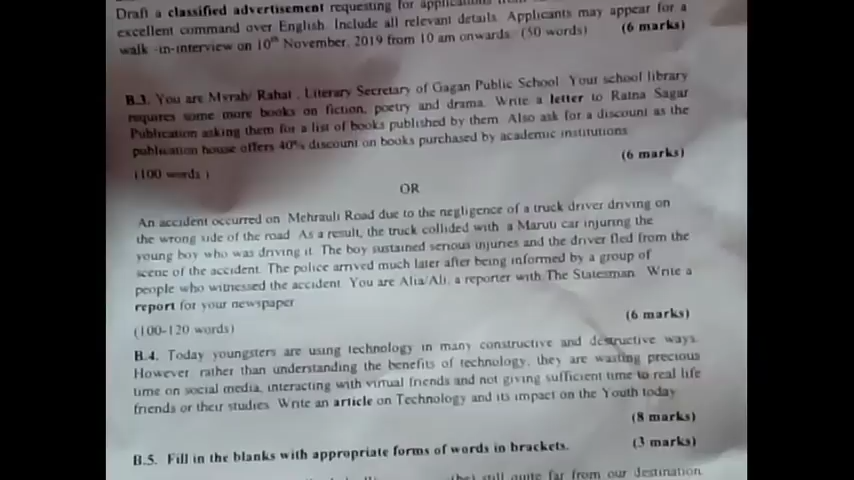 Draft a classified advertisement requesting for applications from
excellent command over English. Include all relevant details. Applicants may appear for a
walk -in-interview on 10th November, 2019 from 10 am onwards. (50 words) (6 marks)
B.3. You are Myrah/ Rahat , Literary Secretary of Gagan Public School. Your school library
requires some more books on fiction, poetry and drama. Write a letter to Ratna Sagar
Publication asking them for a list of books published by them. Also ask for a discount as the
publication house offers 40% discount on books purchased by academic institutions.
(6 marks)
(100 words )
OR
An accident occurred on Mehrauli Road due to the negligence of a truck driver driving on
the wrong side of the road. As a result, the truck collided with a Maruti car injuring the
young boy who was driving it. The boy sustained serious injuries and the driver fled from the
scene of the accident. The police arrived much later after being informed by a group of
people who witnessed the accident. You are Alia/Ali, a reporter with The Statesman. Write a
report for your newspaper
(6 marks)
(100-120 words)
B.4. Today youngsters are using technology in many constructive and destructive ways.
However, rather than understanding the benefits of technology, they are wasting precious
time on social media, interacting with virtual friends and not giving sufficient time to real life
friends or their studies. Write an article on Technology and its impact on the Youth today.
(8 marks)
B.5. Fill in the blanks with appropriate forms of words in brackets. (3 marks)
(be) still quite far from our destination.